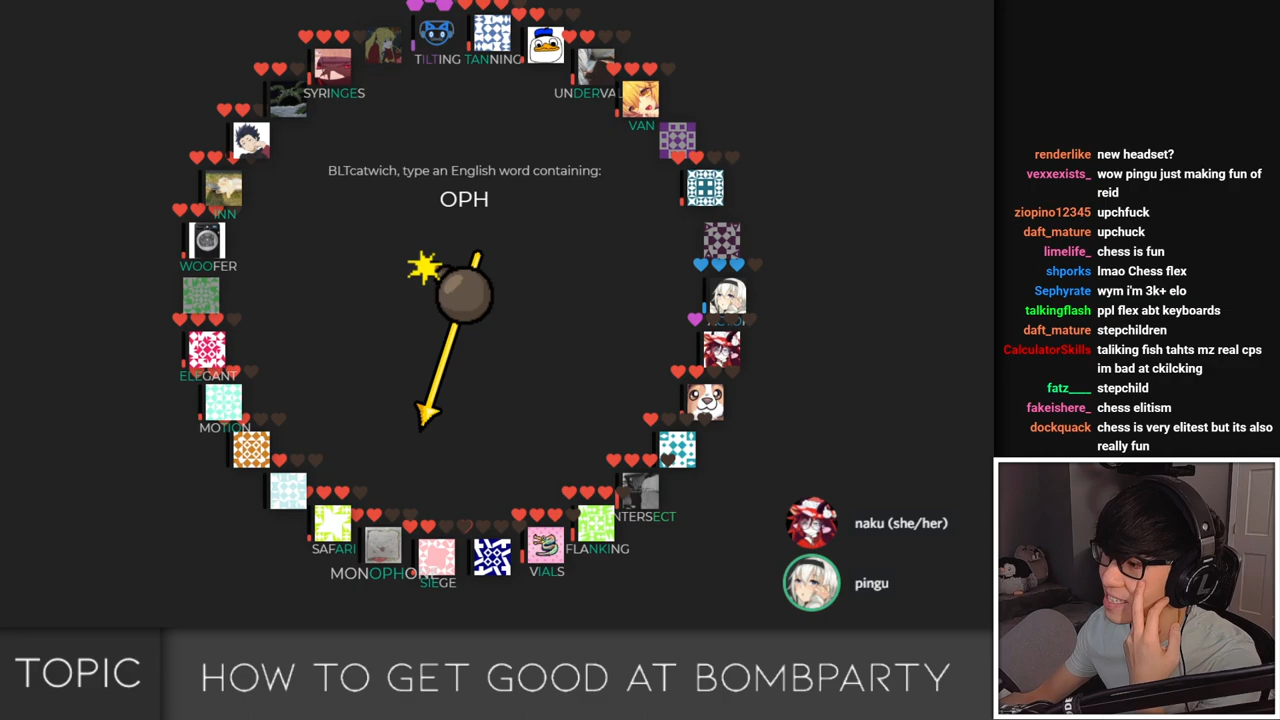 TILTING
TANNING
SYRINGES
UNDERVA
VAN
BLTcatwich, type an English word containing:
OPH
INN
WOOFER
ELEGANT
MOTION
NTERSECT
SAFARI
FLANKING
MONOPHO
SIEGE
VIALS
naku (she/her)
pingu
renderlike new headset?
vexxexists_ wow pingu just making fun of
reid
ziopino12345 upchfuck
daft_mature upchuck
limelife_ chess is fun
shporks lmao Chess flex
Sephyrate wym i'm 3k+ elo
talkingflash ppl flex abt keyboards
daft_mature stepchildren
CalculatorSkills taliking fish tahts mz real cps
im bad at ckilcking
fatz____ stepchild
fakeishere_ chess elitism
dockquack chess is very elitest but its also
really fun
TOPIC
HOW TO GET GOOD AT BOMBPARTY